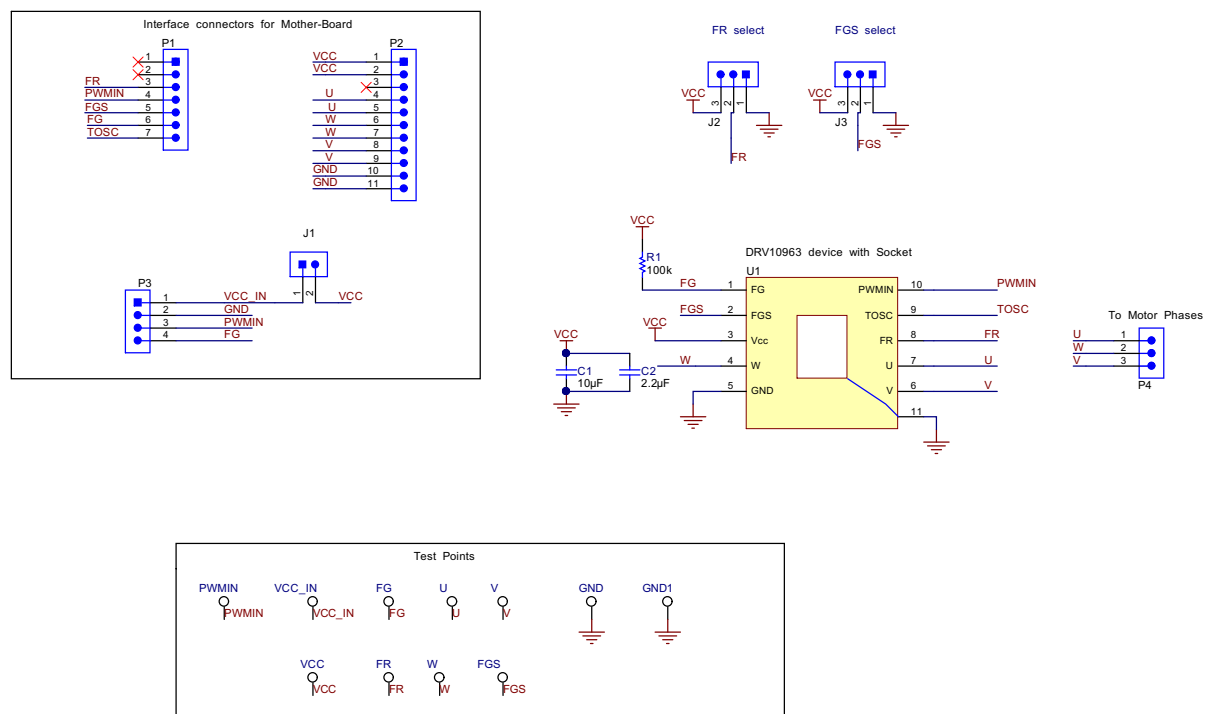 Interface connectors for Mother-Board
P1
1
2
FR 3
PWMIN 4
FGS 5
FG 6
TOSC 7
P2
VCC 1
VCC 2
3
U 4
U 5
W 6
W 7
V 8
V 9
GND 10
GND 11
J1
1 2
P3
1 VCC_IN VCC
2 GND
3 PWMIN
4 FG
FR select
VCC 3 2 1
J2
FR
FGS select
VCC 3 2 1
J3
FGS
VCC
R1
100k
DRV10963 device with Socket
U1
FG 1 FG PWMIN 10 PWMIN
FGS 2 FGS TOSC 9 TOSC
VCC 3 Vcc FR 8 FR
W 4 W U 7 U
5 GND V 6 V
11
VCC
C1
10µF
C2
2.2µF
To Motor Phases
U 1
W 2
V 3
P4
Test Points
PWMIN VCC_IN FG U V GND GND1
PWMIN VCC_IN FG U V
VCC FR W FGS
VCC FR W FGS